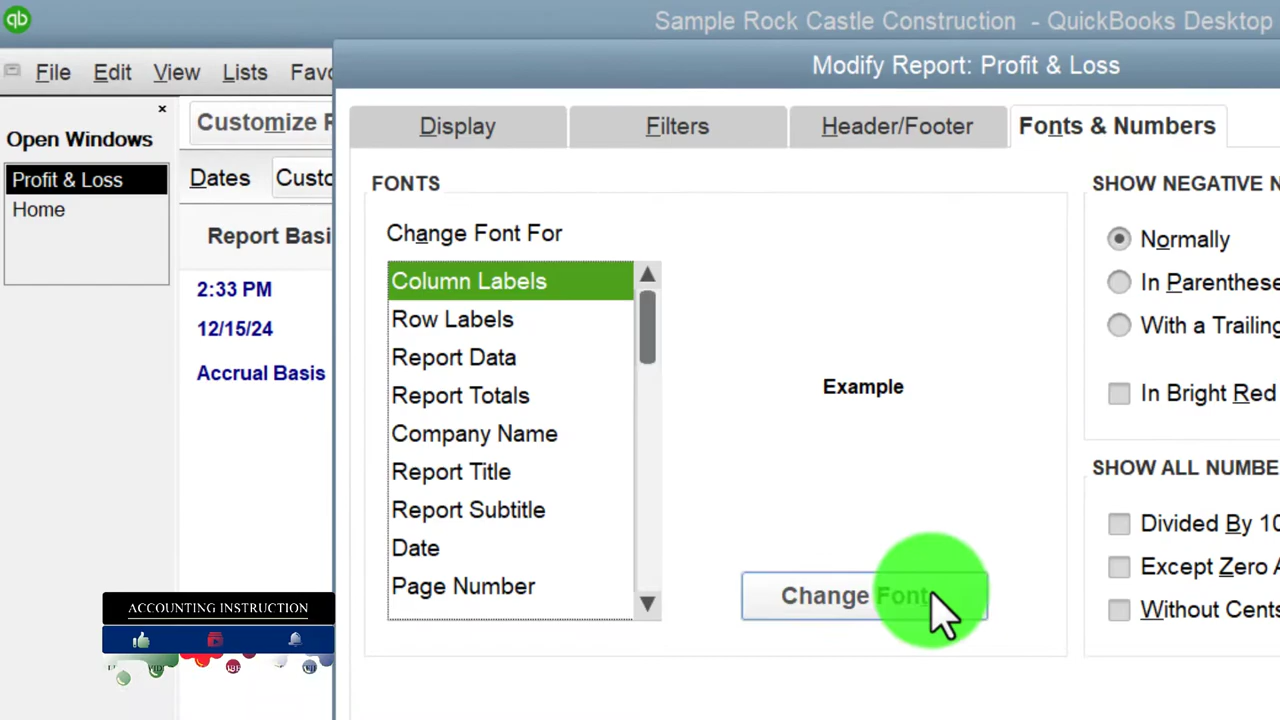 qb
Sample Rock Castle Construction - QuickBooks Desktop
File Edit View Lists
Modify Report: Profit & Loss
Open Windows
Profit & Loss
Home
Customize
Dates
Report
2:33 PM
12/15/24
Accrual Basis
Display
Filters
Header/Footer
Fonts & Numbers
FONTS
Change Font For
Column Labels
Row Labels
Report Data
Report Totals
Company Name
Report Title
Report Subtitle
Date
Page Number
Example
Change Font
SHOW NEGATIVE
Normally
In
With a Trailing
In Bright Red
SHOW ALL
Divided By
Except Zero
Without Cents
ACCOUNTING INSTRUCTION